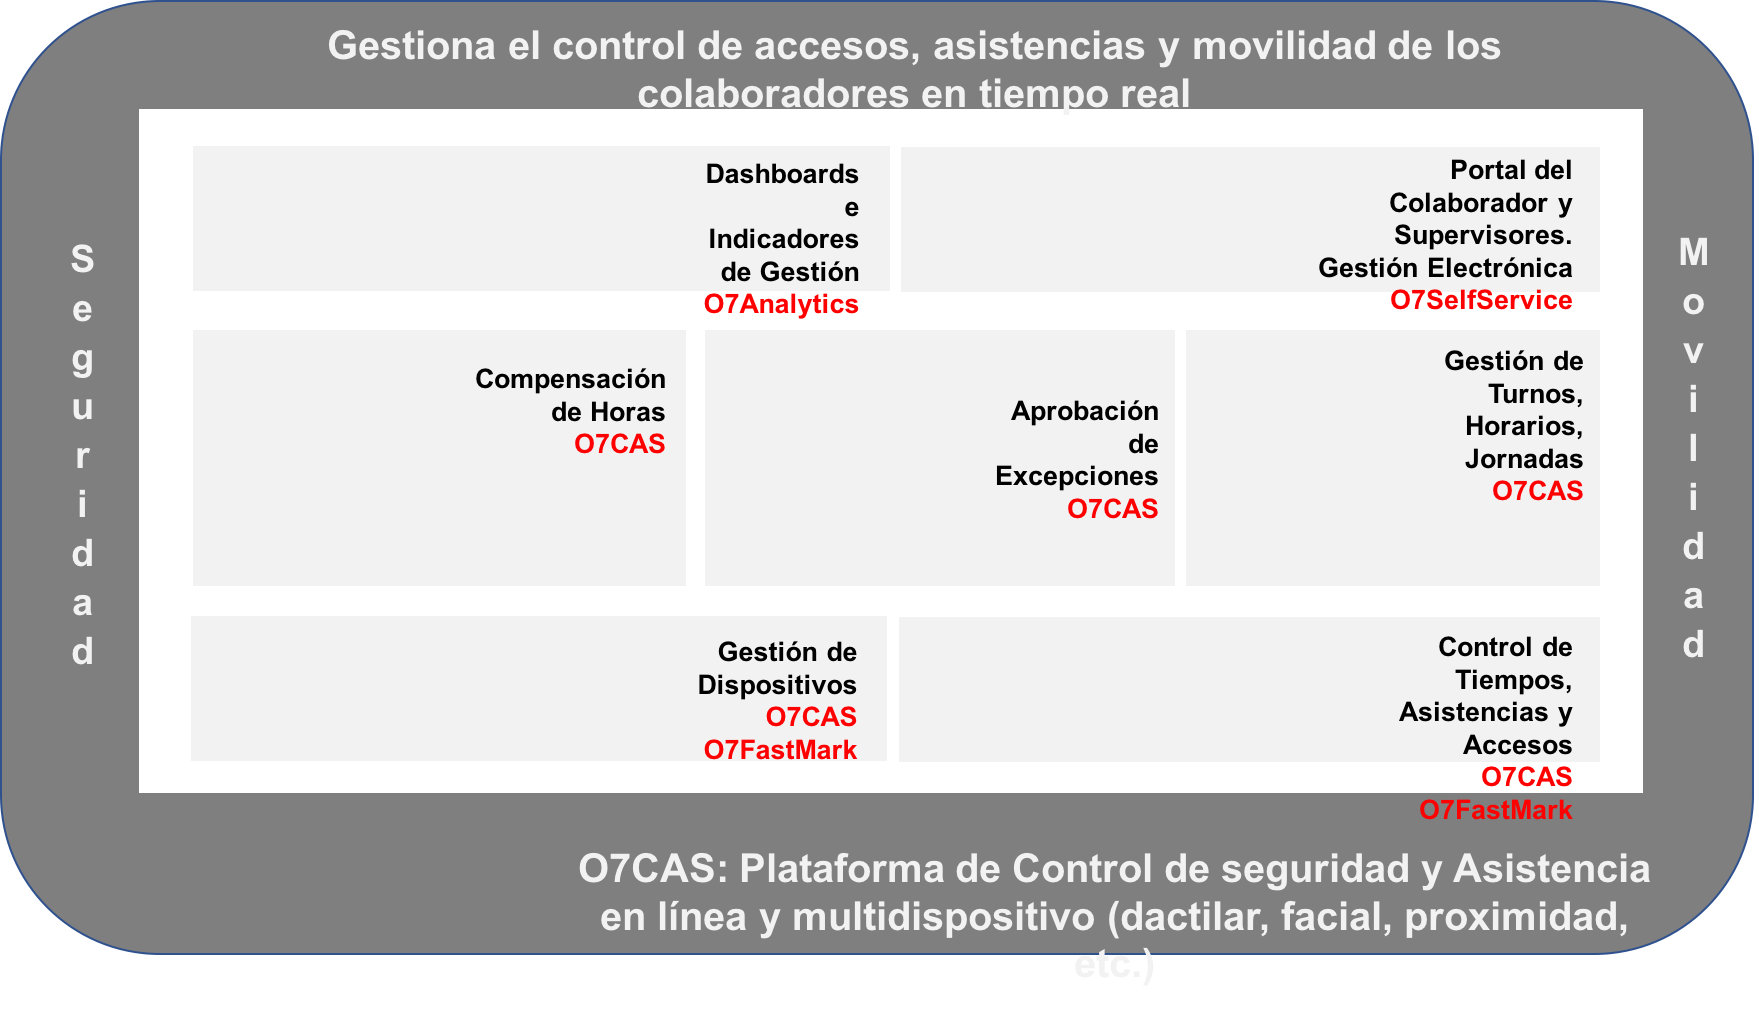 Gestiona el control de accesos, asistencias y movilidad de los
colaboradores en tiempo real
S
e
g
u
r
i
d
a
d
Dashboards
e
Indicadores
de Gestión
O7Analytics
Portal del
Colaborador y
Supervisores.
Gestión Electrónica
O7SelfService
Compensación
de Horas
O7CAS
Aprobación
de
Excepciones
O7CAS
Gestión de
Turnos,
Horarios,
Jornadas
O7CAS
Gestión de
Dispositivos
O7CAS
O7FastMark
Control de
Tiempos,
Asistencias y
Accesos
O7CAS
O7FastMark
M
o
v
i
l
i
d
a
d
O7CAS: Plataforma de Control de seguridad y Asistencia
en línea y multidispositivo (dactilar, facial, proximidad,
etc.)